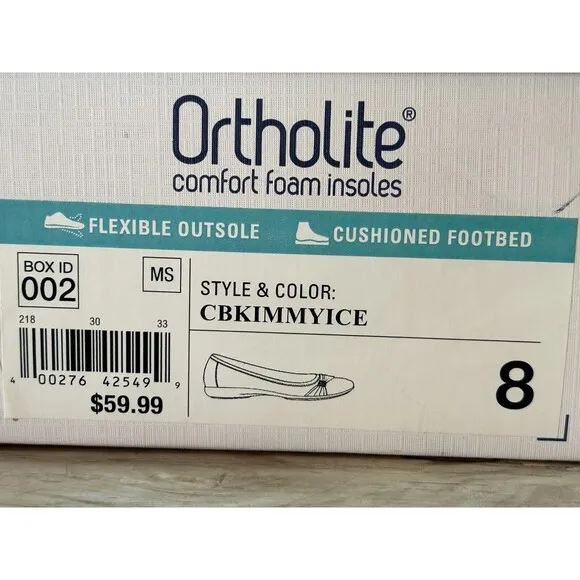 Ortholite®
comfort foam insoles
FLEXIBLE OUTSOLE
CUSHIONED FOOTBED
BOX ID
002
MS
STYLE & COLOR:
CBKIMMYICE
218 30 33
4 00276 42549 9
$59.99
8